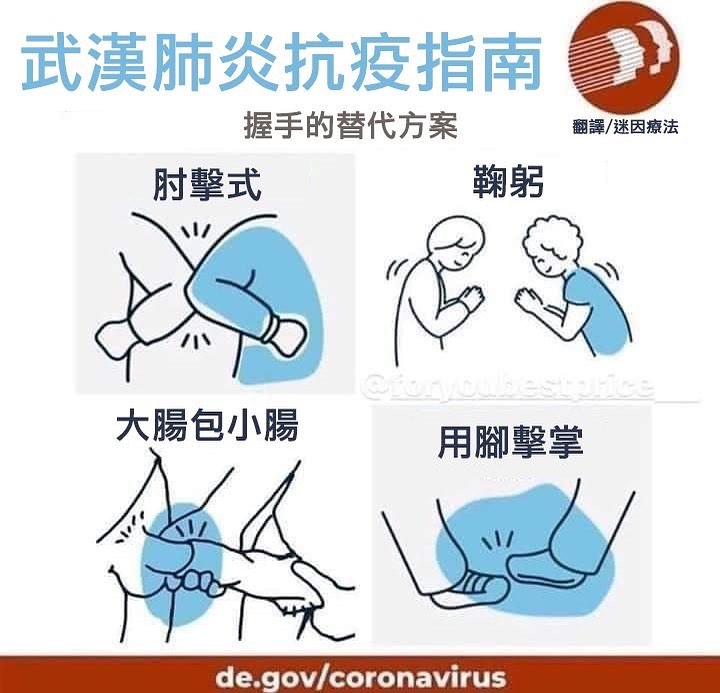 武漢肺炎抗疫指南
握手的替代方案
翻譯/迷因療法
肘擊式
鞠躬
@foryoubestprice__
大腸包小腸
用腳擊掌
de.gov/coronavirus